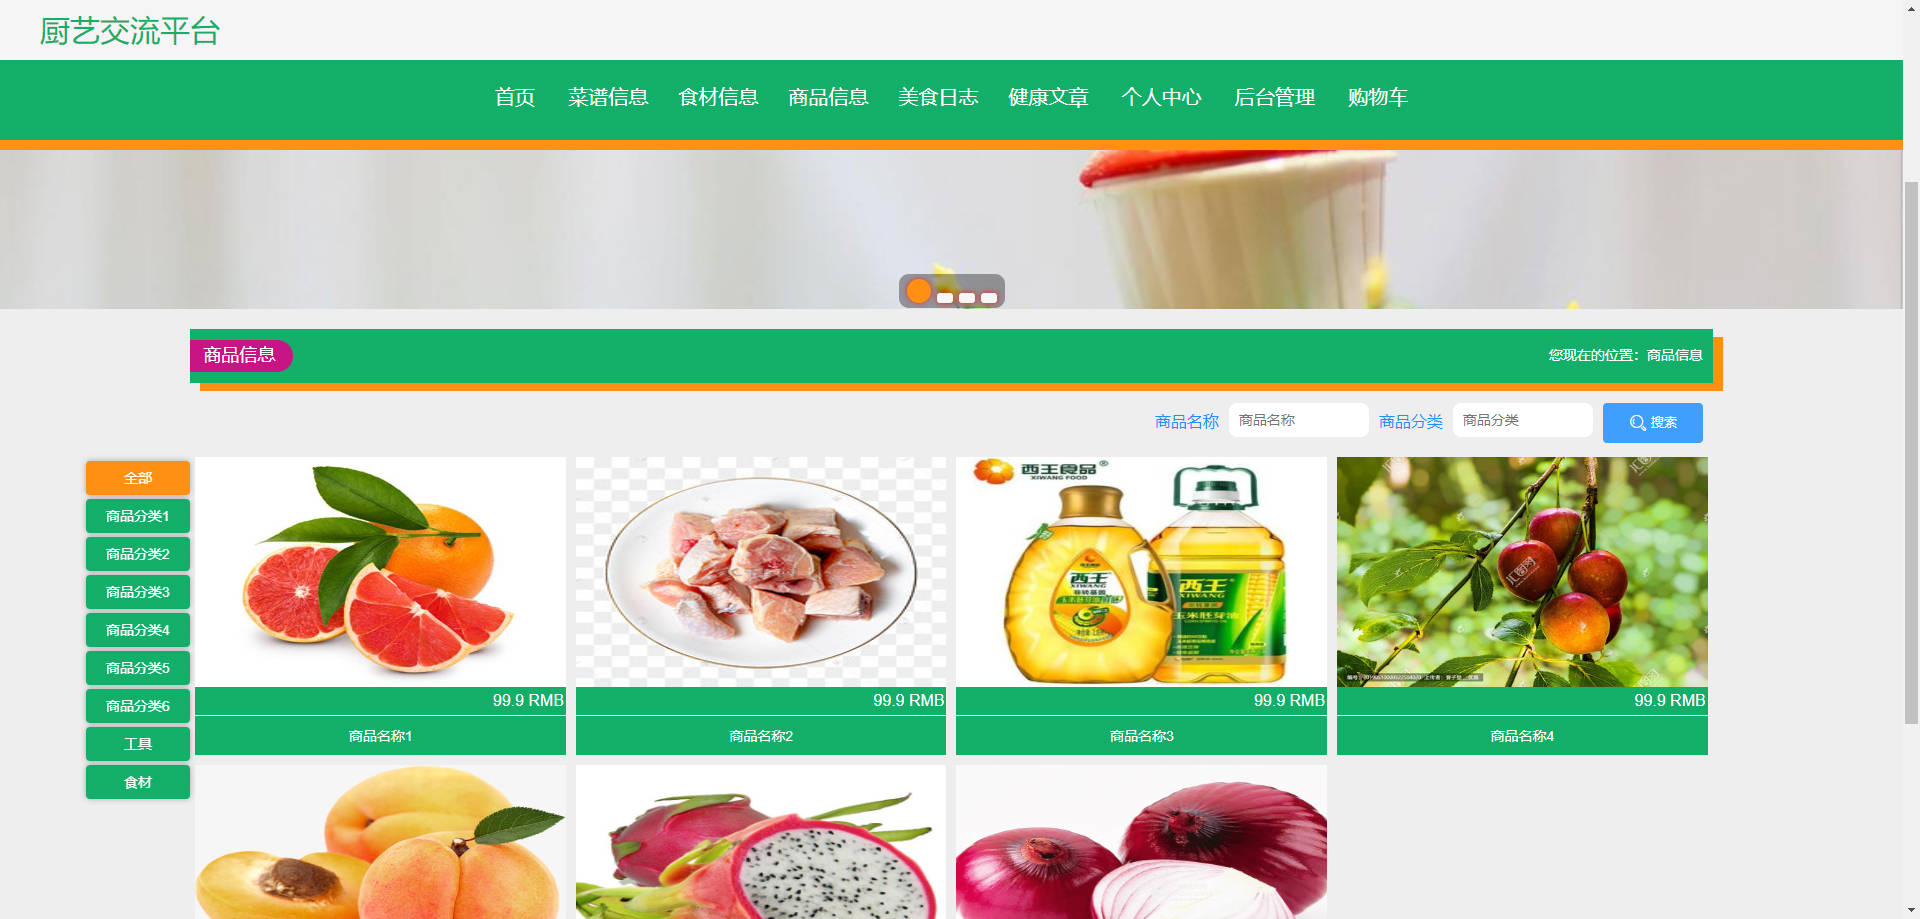 厨艺交流平台
首页 菜谱信息 食材信息 商品信息 美食日志 健康文章 个人中心 后台管理 购物车
商品信息 您现在的位置：商品信息
商品名称 商品名称 商品分类 商品分类 搜索
全部
商品分类1
商品分类2
商品分类3
商品分类4
商品分类5
商品分类6
工具
食材
西王食品®
XIWANG FOOD
西王
XIWANG
西王
XIWANG
玉米胚芽油
汇图网
99.9 RMB 99.9 RMB 99.9 RMB 99.9 RMB
商品名称1 商品名称2 商品名称3 商品名称4